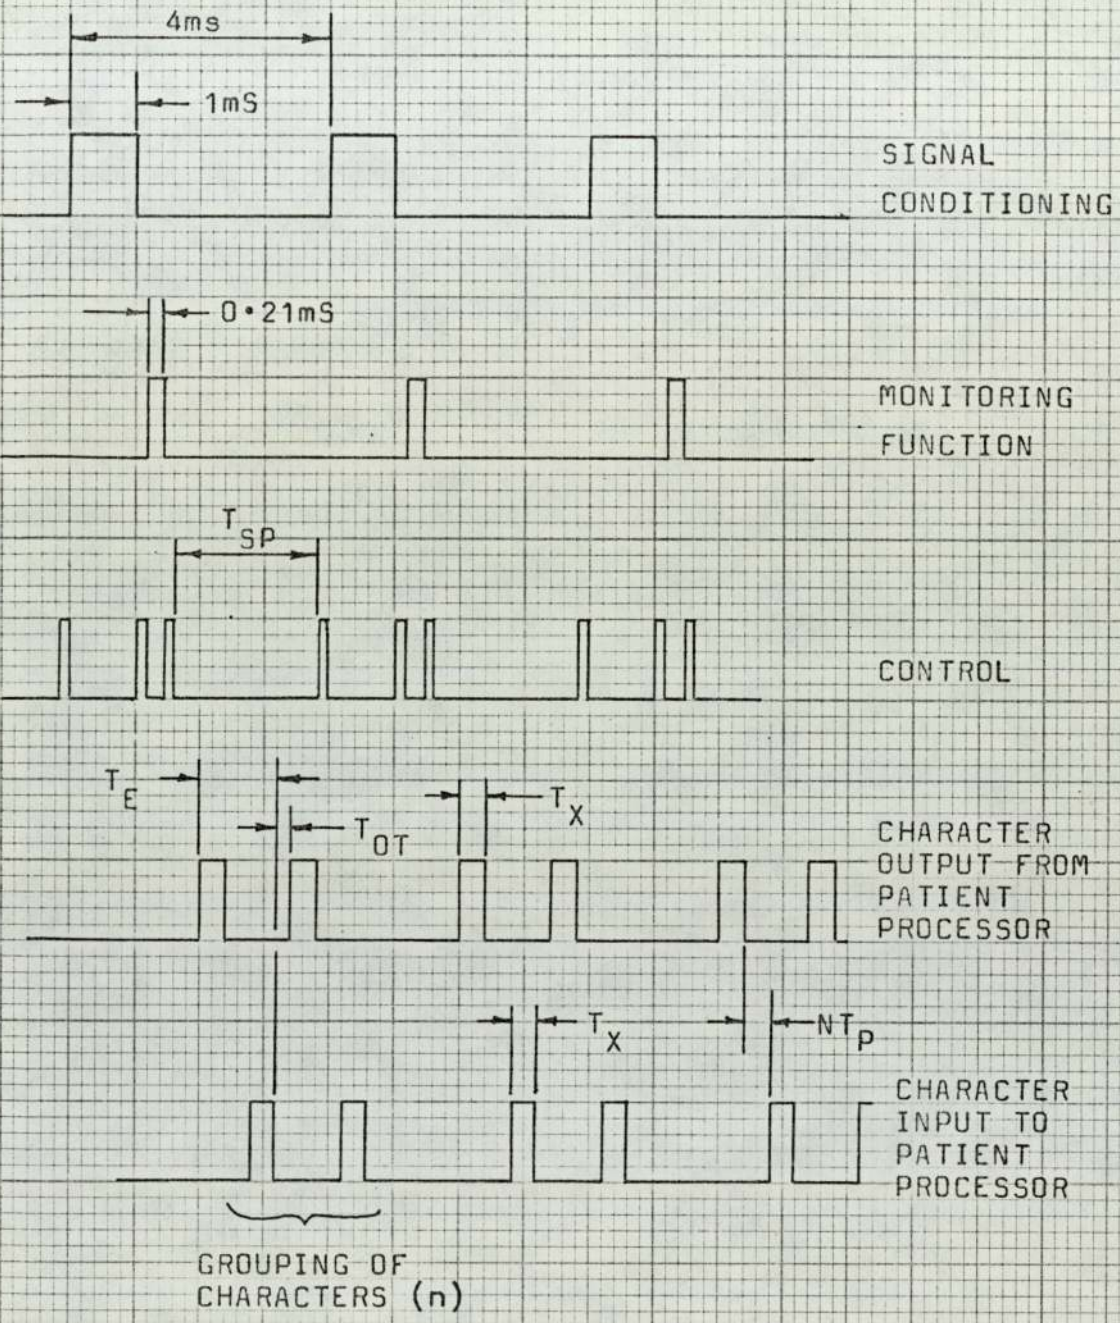 4ms
1mS
SIGNAL
CONDITIONING
0·21mS
MONITORING
FUNCTION
TSP
CONTROL
TE
TX
TOT
CHARACTER
OUTPUT FROM
PATIENT
PROCESSOR
TX
NTP
CHARACTER
INPUT TO
PATIENT
PROCESSOR
GROUPING OF
CHARACTERS (n)